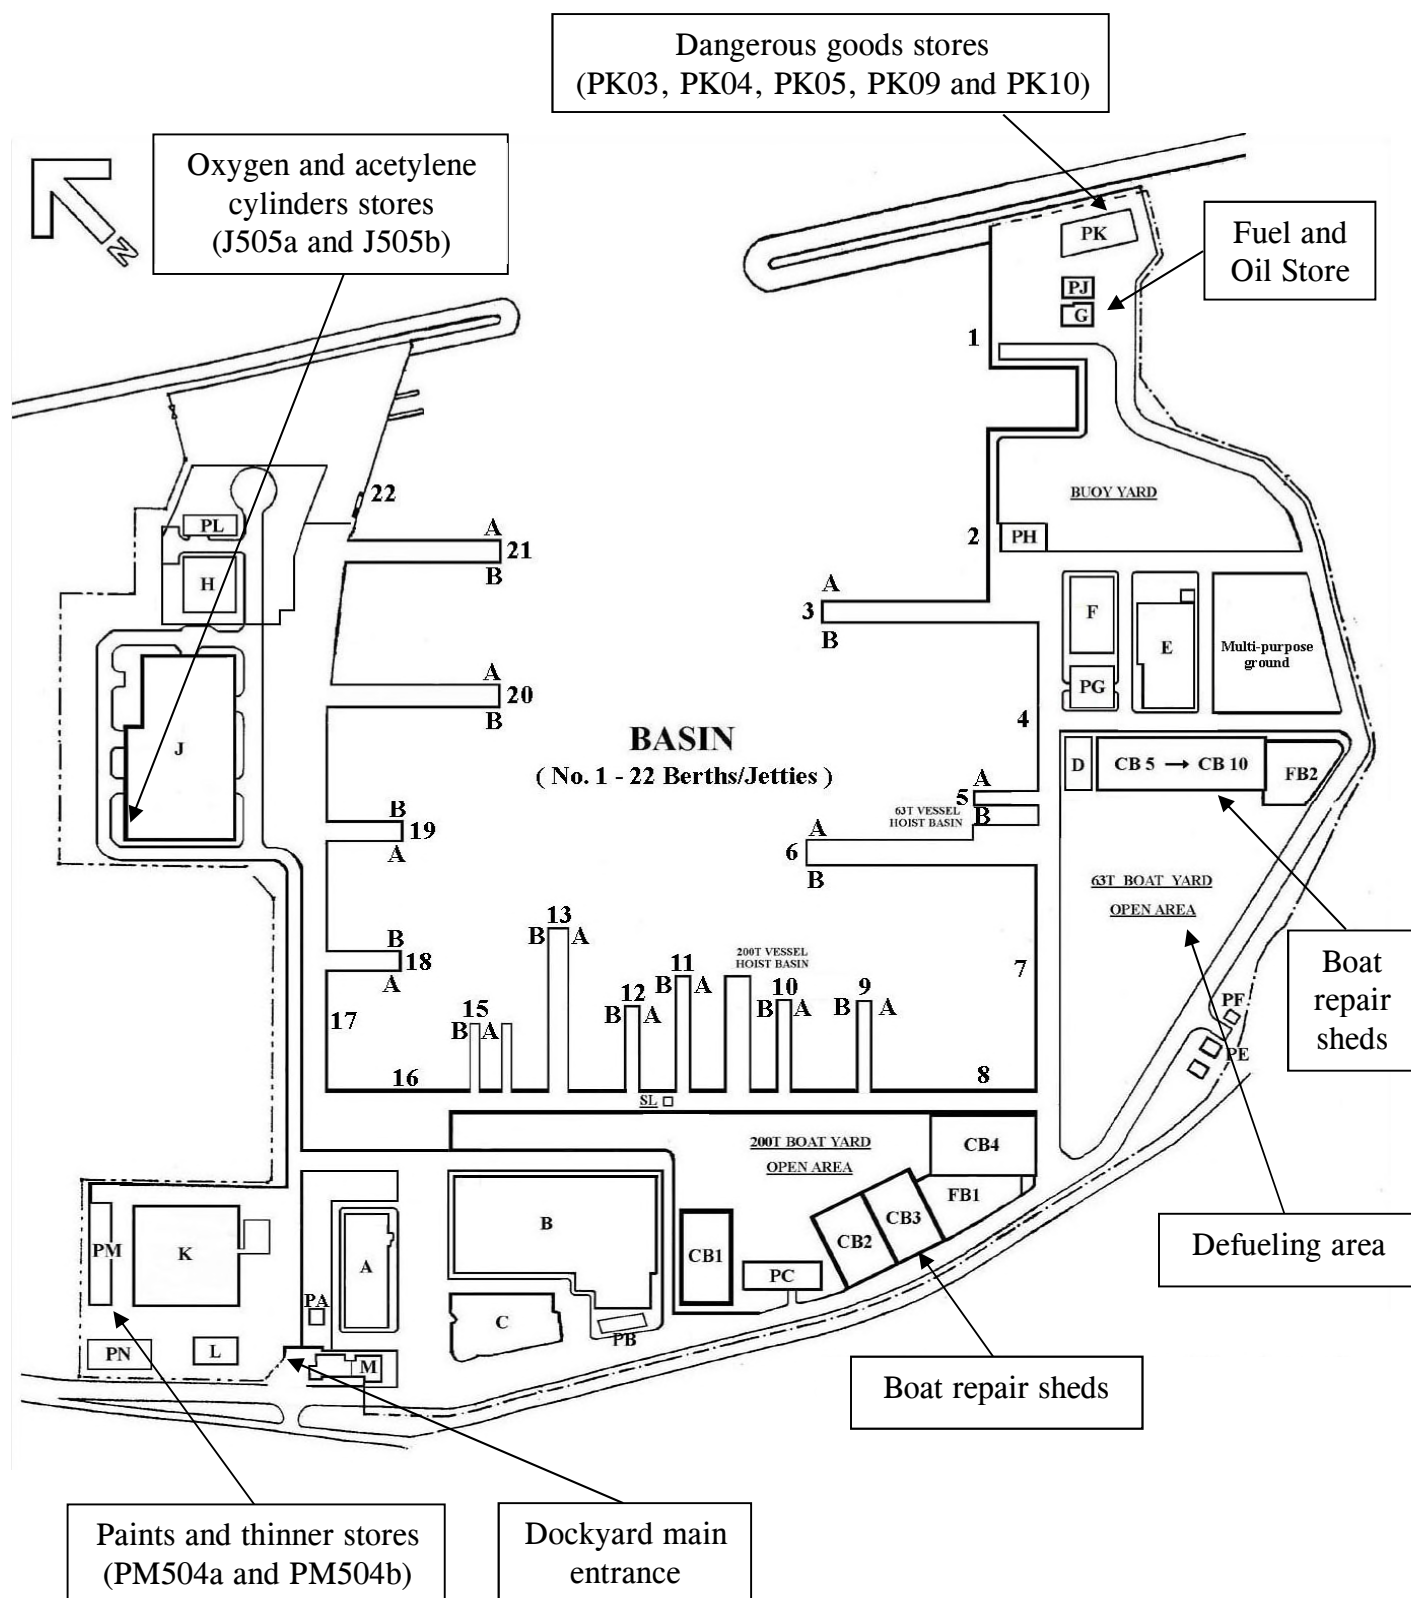 Dangerous goods stores
(PK03, PK04, PK05, PK09 and PK10)
Oxygen and acetylene
cylinders stores
(J505a and J505b)
N
PK
Fuel and
Oil Store
PJ
G
1
22
BUOY YARD
PL
A
21
B
2
PH
H
A
3
B
F
E
Multi-purpose
ground
PG
A
20
B
4
J
BASIN
( No. 1 - 22 Berths/Jetties )
D
CB 5 → CB 10
FB2
A
5
B
63T VESSEL
HOIST BASIN
B
19
A
A
6
B
63T BOAT YARD
OPEN AREA
13
B
A
B
18
A
200T VESSEL
HOIST BASIN
11
B
A
7
Boat
repair
sheds
12
B
A
10
B
A
9
B
A
15
B
A
17
PF
PE
16
8
SL
200T BOAT YARD
OPEN AREA
CB4
FB1
CB3
CB2
CB1
B
PM
K
A
Defueling area
PC
PA
C
PB
PN
L
M
Boat repair sheds
Paints and thinner stores
(PM504a and PM504b)
Dockyard main
entrance